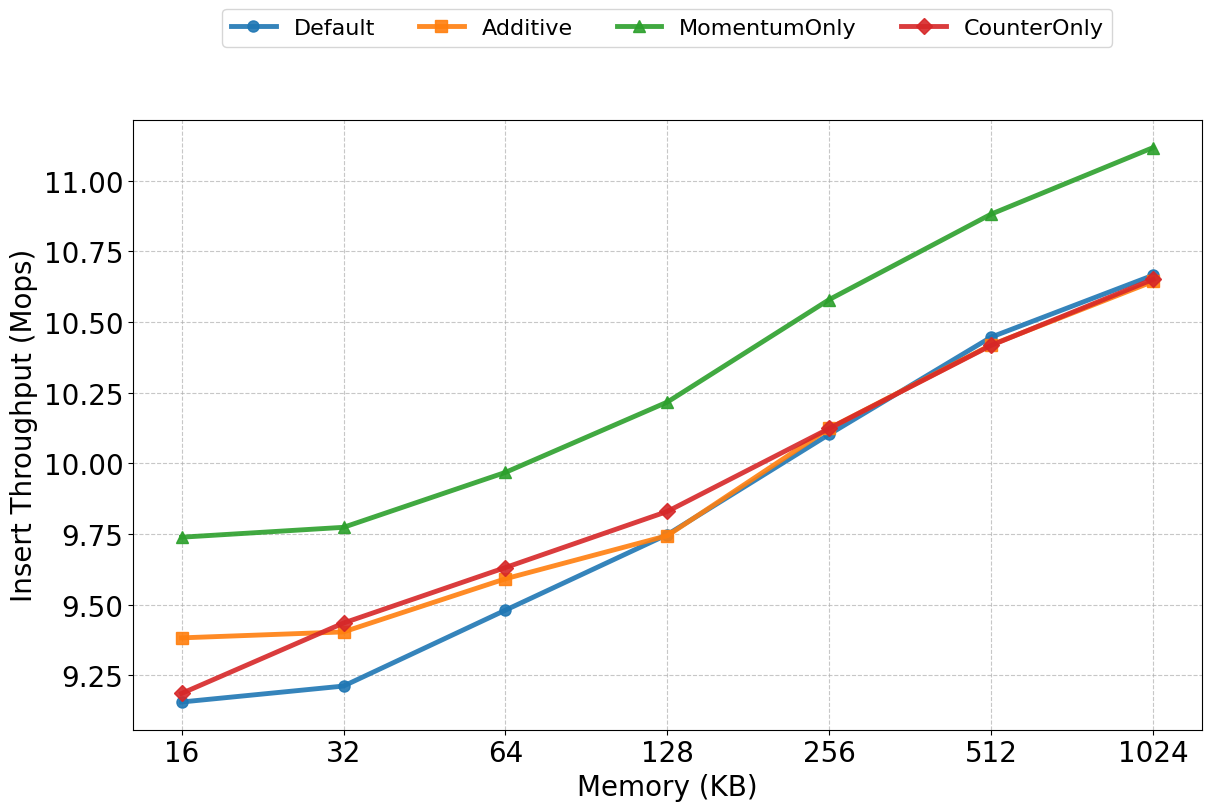 Default Additive MomentumOnly CounterOnly
11.00
10.75
10.50
10.25
10.00
9.75
9.50
9.25
Insert Throughput (Mops)
16 32 64 128 256 512 1024
Memory (KB)